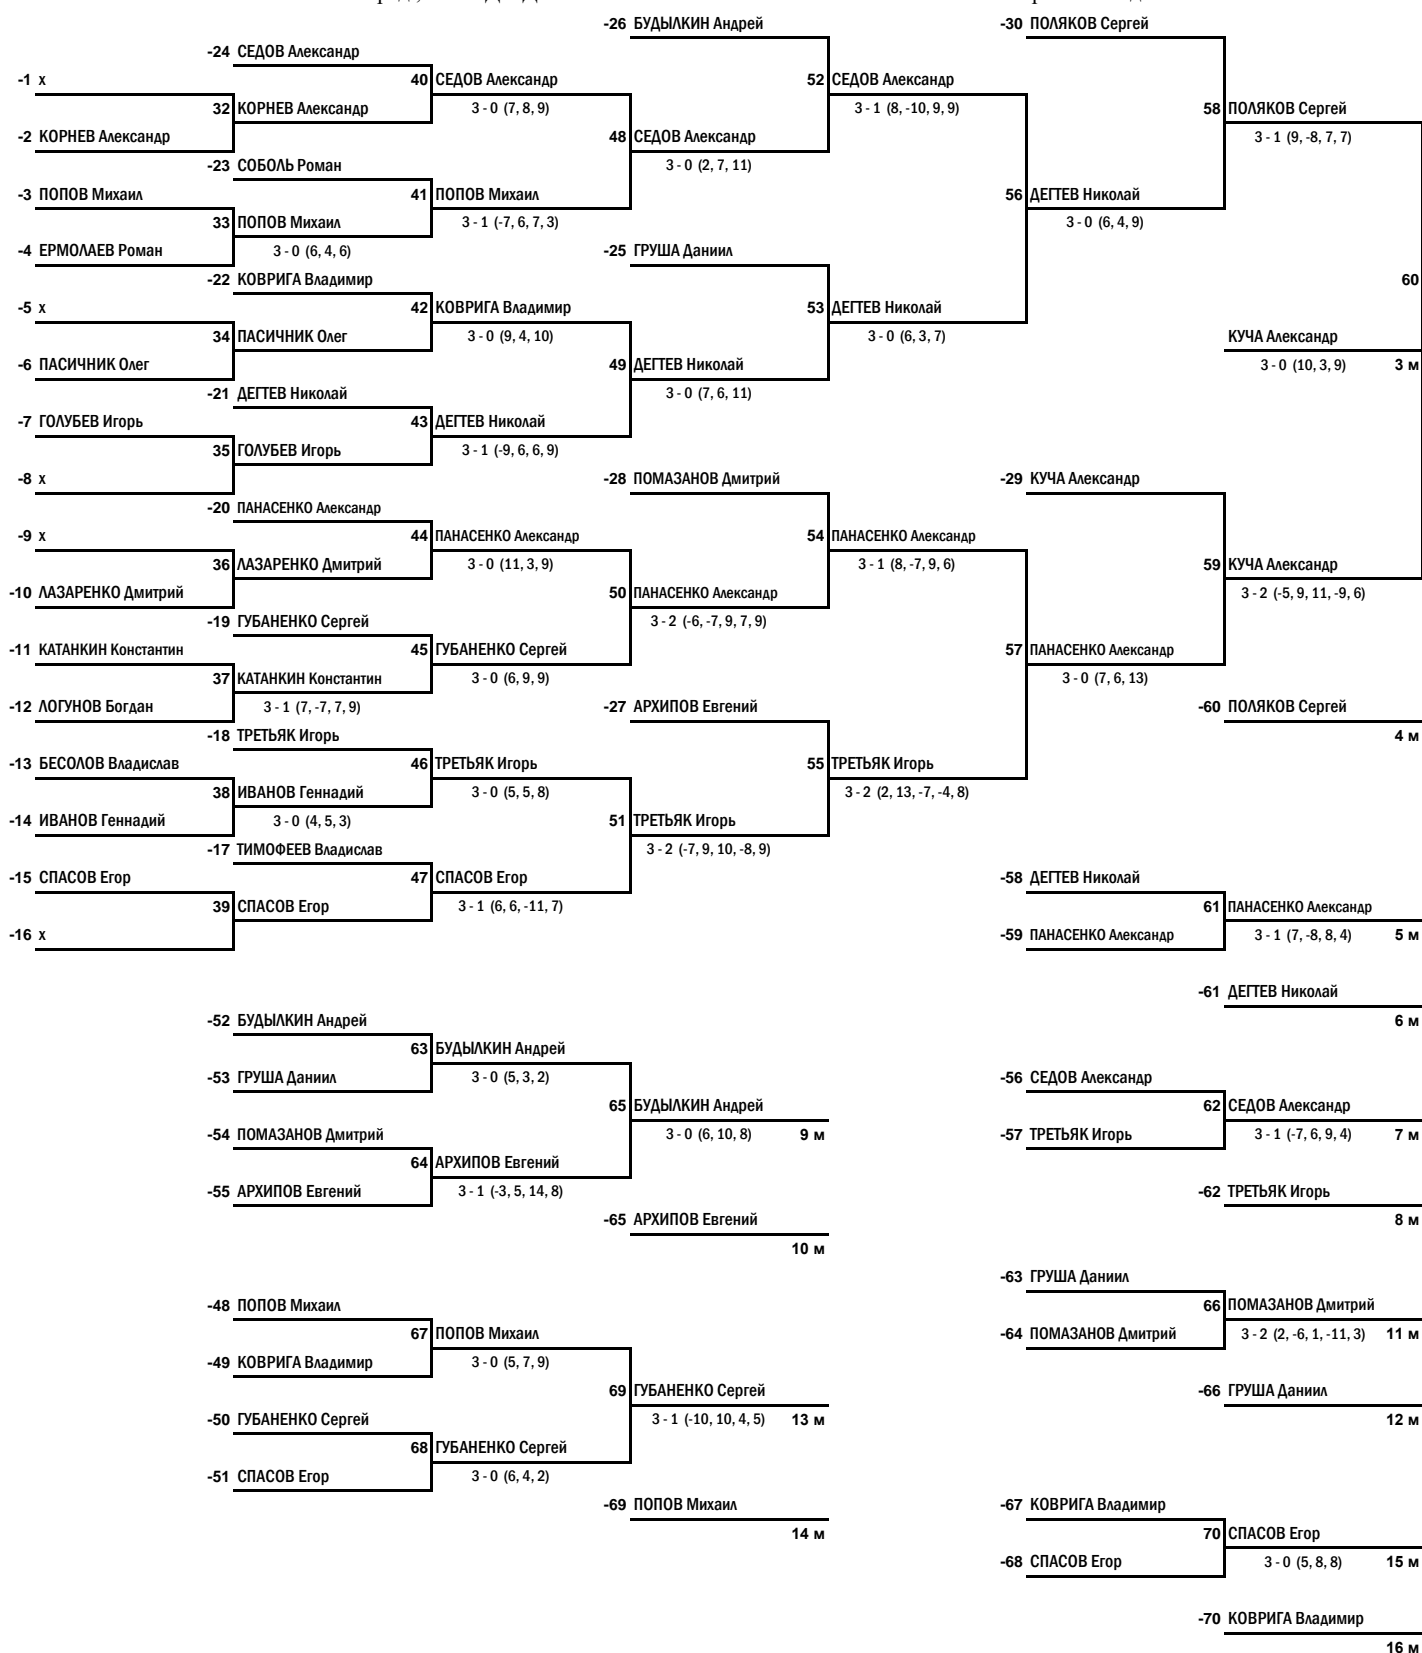 -26 БУДЫЛКИН Андрей
-30 ПОЛЯКОВ Сергей
-24 СЕДОВ Александр
-1 x
40 СЕДОВ Александр
52 СЕДОВ Александр
3 - 0 (7, 8, 9)
3 - 1 (8, -10, 9, 9)
32 КОРНЕВ Александр
58 ПОЛЯКОВ Сергей
-2 КОРНЕВ Александр
48 СЕДОВ Александр
3 - 1 (9, -8, 7, 7)
-23 СОБОЛЬ Роман
3 - 0 (2, 7, 11)
-3 ПОПОВ Михаил
41 ПОПОВ Михаил
56 ДЕГТЕВ Николай
33 ПОПОВ Михаил
3 - 1 (-7, 6, 7, 3)
3 - 0 (6, 4, 9)
-4 ЕРМОЛАЕВ Роман
3 - 0 (6, 4, 6)
-25 ГРУША Даниил
-22 КОВРИГА Владимир
60
-5 x
42 КОВРИГА Владимир
53 ДЕГТЕВ Николай
34 ПАСИЧНИК Олег
3 - 0 (9, 4, 10)
3 - 0 (6, 3, 7)
КУЧА Александр
-6 ПАСИЧНИК Олег
49 ДЕГТЕВ Николай
3 - 0 (10, 3, 9) 3 м
-21 ДЕГТЕВ Николай
3 - 0 (7, 6, 11)
-7 ГОЛУБЕВ Игорь
43 ДЕГТЕВ Николай
35 ГОЛУБЕВ Игорь
3 - 1 (-9, 6, 6, 9)
-8 x
-28 ПОМАЗАНОВ Дмитрий
-29 КУЧА Александр
-20 ПАНАСЕНКО Александр
-9 x
44 ПАНАСЕНКО Александр
54 ПАНАСЕНКО Александр
36 ЛАЗАРЕНКО Дмитрий
3 - 0 (11, 3, 9)
3 - 1 (8, -7, 9, 6)
59 КУЧА Александр
-10 ЛАЗАРЕНКО Дмитрий
50 ПАНАСЕНКО Александр
3 - 2 (-5, 9, 11, -9, 6)
-19 ГУБАНЕНКО Сергей
3 - 2 (-6, -7, 9, 7, 9)
-11 КАТАНКИН Константин
45 ГУБАНЕНКО Сергей
57 ПАНАСЕНКО Александр
37 КАТАНКИН Константин
3 - 0 (6, 9, 9)
3 - 0 (7, 6, 13)
-12 ЛОГУНОВ Богдан
3 - 1 (7, -7, 7, 9)
-27 АРХИПОВ Евгений
-60 ПОЛЯКОВ Сергей
-18 ТРЕТЬЯК Игорь
4 м
-13 БЕСОЛОВ Владислав
46 ТРЕТЬЯК Игорь
55 ТРЕТЬЯК Игорь
38 ИВАНОВ Геннадий
3 - 0 (5, 5, 8)
3 - 2 (2, 13, -7, -4, 8)
-14 ИВАНОВ Геннадий
3 - 0 (4, 5, 3)
51 ТРЕТЬЯК Игорь
-17 ТИМОФЕЕВ Владислав
3 - 2 (-7, 9, 10, -8, 9)
-15 СПАСОВ Егор
47 СПАСОВ Егор
-58 ДЕГТЕВ Николай
39 СПАСОВ Егор
3 - 1 (6, 6, -11, 7)
61 ПАНАСЕНКО Александр
-16 x
-59 ПАНАСЕНКО Александр
3 - 1 (7, -8, 8, 4) 5 м
-61 ДЕГТЕВ Николай
-52 БУДЫЛКИН Андрей
6 м
63 БУДЫЛКИН Андрей
-53 ГРУША Даниил
3 - 0 (5, 3, 2)
-56 СЕДОВ Александр
65 БУДЫЛКИН Андрей
62 СЕДОВ Александр
-54 ПОМАЗАНОВ Дмитрий
3 - 0 (6, 10, 8) 9 м
-57 ТРЕТЬЯК Игорь
3 - 1 (-7, 6, 9, 4) 7 м
64 АРХИПОВ Евгений
-55 АРХИПОВ Евгений
3 - 1 (-3, 5, 14, 8)
-62 ТРЕТЬЯК Игорь
-65 АРХИПОВ Евгений
8 м
10 м
-63 ГРУША Даниил
-48 ПОПОВ Михаил
66 ПОМАЗАНОВ Дмитрий
67 ПОПОВ Михаил
-64 ПОМАЗАНОВ Дмитрий
3 - 2 (2, -6, 1, -11, 3) 11 м
-49 КОВРИГА Владимир
3 - 0 (5, 7, 9)
69 ГУБАНЕНКО Сергей
-66 ГРУША Даниил
-50 ГУБАНЕНКО Сергей
3 - 1 (-10, 10, 4, 5) 13 м
12 м
68 ГУБАНЕНКО Сергей
-51 СПАСОВ Егор
3 - 0 (6, 4, 2)
-69 ПОПОВ Михаил
-67 КОВРИГА Владимир
14 м
70 СПАСОВ Егор
-68 СПАСОВ Егор
3 - 0 (5, 8, 8) 15 м
-70 КОВРИГА Владимир
16 м